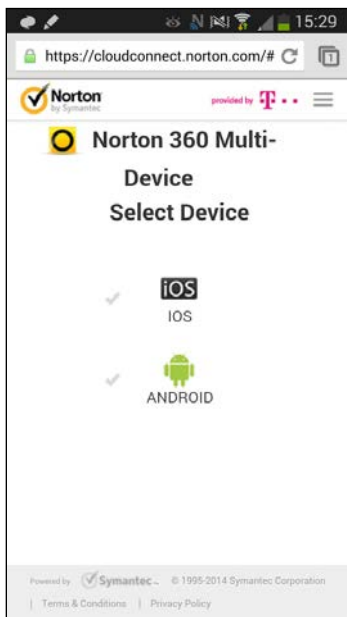 15:29
https://cloudconnect.norton.com/#
1
Norton
by Symantec
provided by T
Norton 360 Multi-
Device
Select Device
iOS
IOS
ANDROID
Powered by Symantec. © 1995-2014 Symantec Corporation
| Terms & Conditions | Privacy Policy